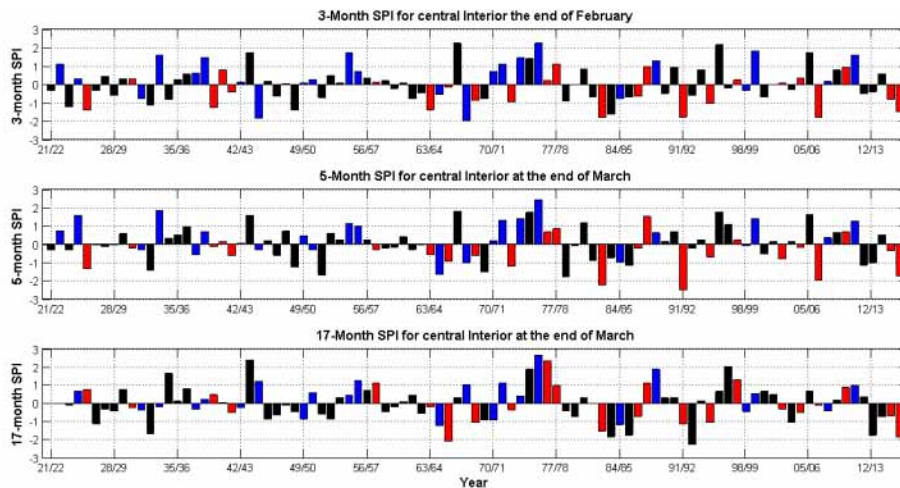 3-Month SPI for central Interior the end of February
3-month SPI
3
2
1
0
-1
-2
-3
21/22 28/29 35/36 42/43 49/50 56/57 63/64 70/71 77/78 84/85 91/92 98/99 05/06 12/13
5-Month SPI for central Interior at the end of March
5-month SPI
3
2
1
0
-1
-2
-3
21/22 28/29 35/36 42/43 49/50 56/57 63/64 70/71 77/78 84/85 91/92 98/99 05/06 12/13
17-Month SPI for central Interior at the end of March
17-month SPI
3
2
1
0
-1
-2
-3
21/22 28/29 35/36 42/43 49/50 56/57 63/64 70/71 77/78 84/85 91/92 98/99 05/06 12/13
Year